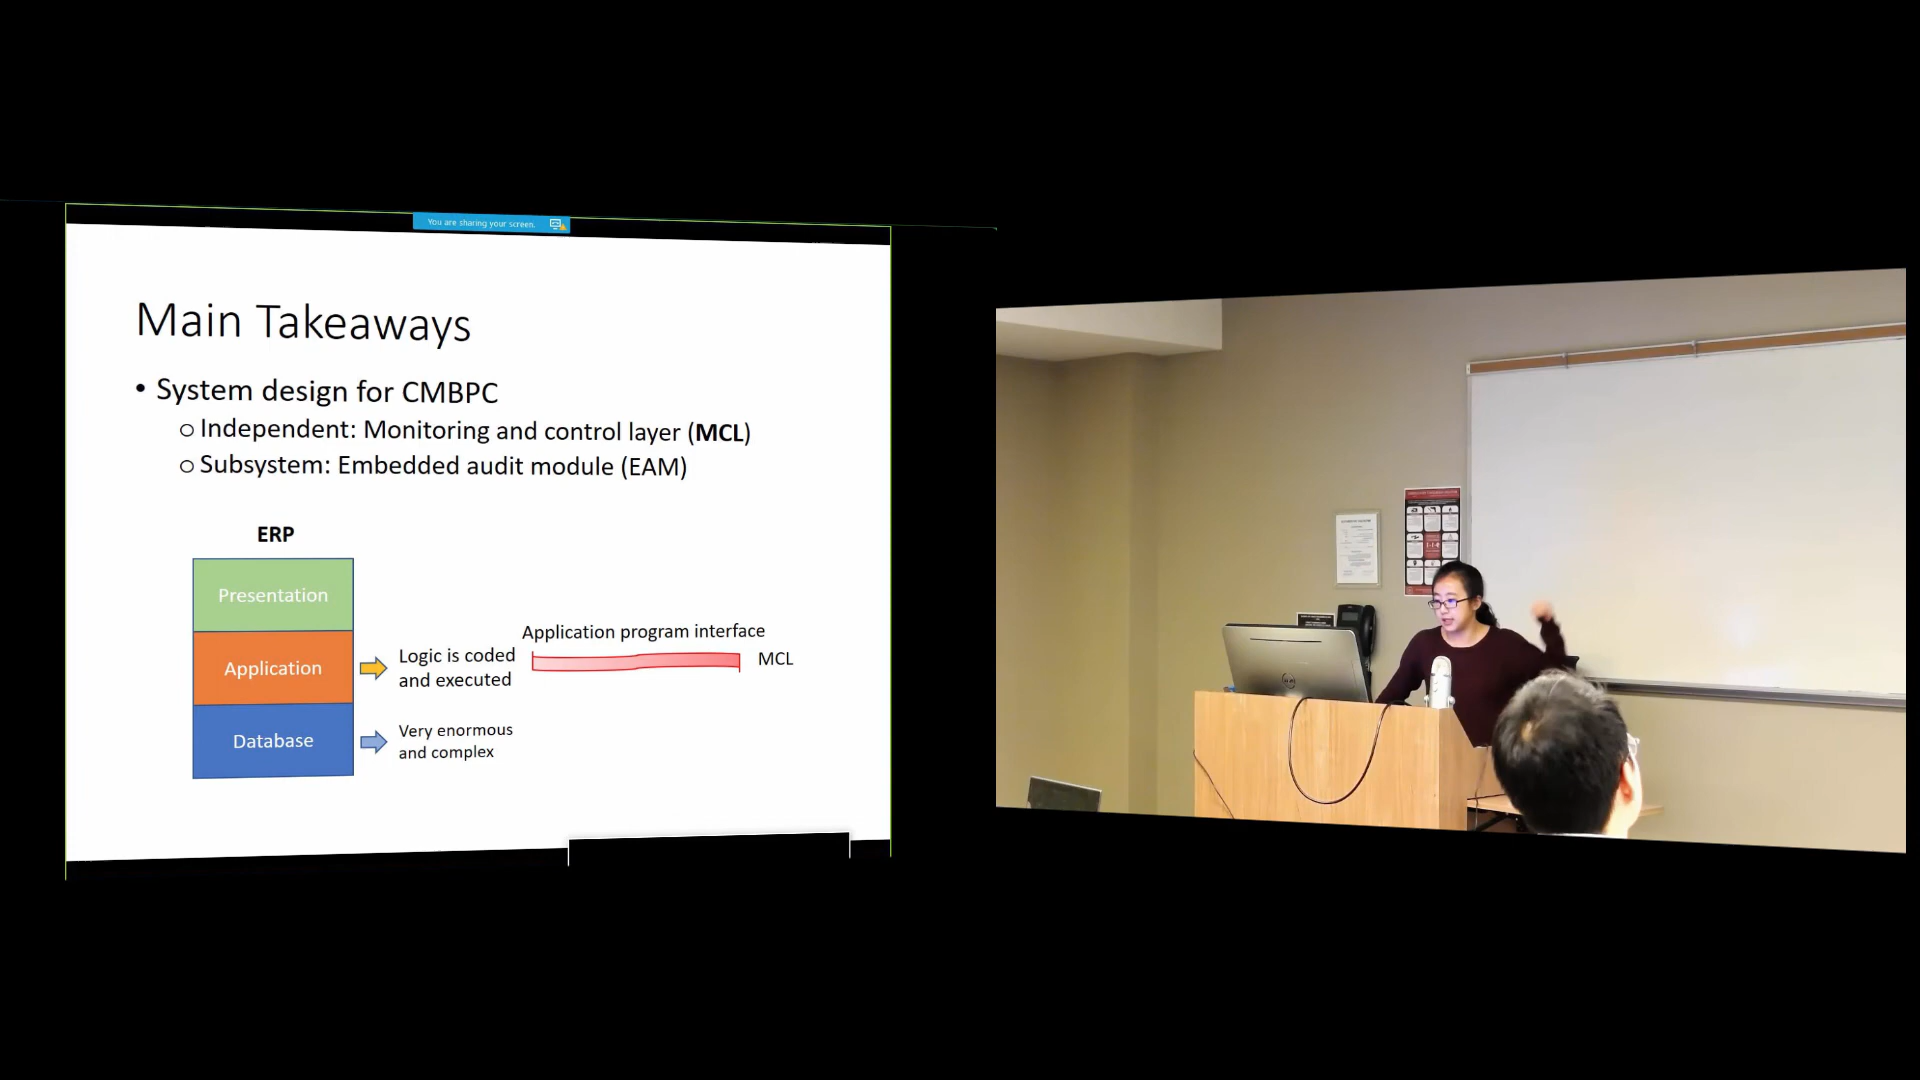 You are sharing your screen.
Main Takeaways
• System design for CMBPC
o Independent: Monitoring and control layer (MCL)
o Subsystem: Embedded audit module (EAM)
ERP
Presentation
Application
Database
Logic is coded
and executed
Very enormous
and complex
Application program interface
MCL